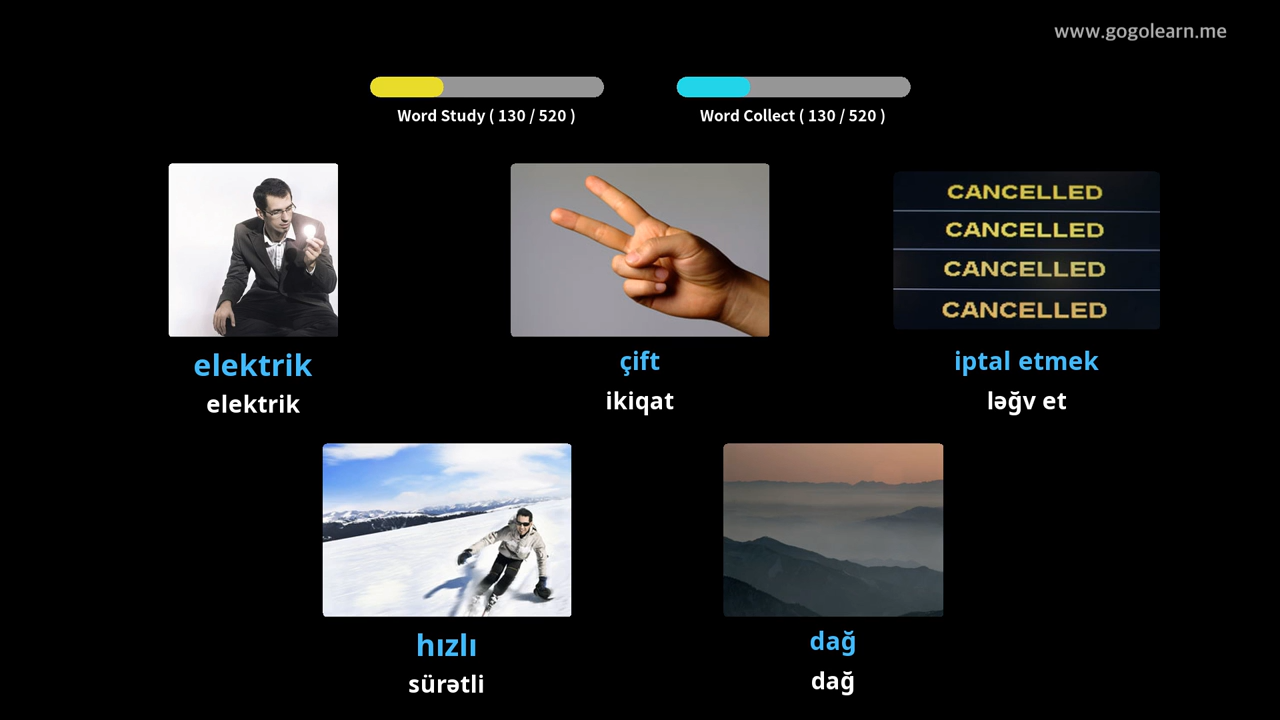 www.gogolearn.me
Word Study ( 130 / 520 )
Word Collect ( 130 / 520 )
CANCELLED
CANCELLED
CANCELLED
CANCELLED
elektrik
elektrik
çift
ikiqat
iptal etmek
ləğv et
hızlı
sürətli
dağ
dağ